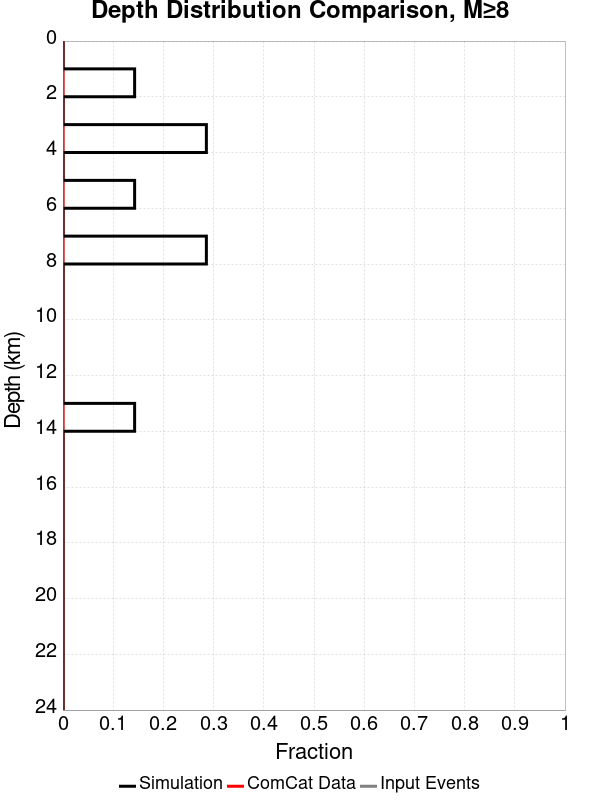 Depth Distribution Comparison, M≥8
0
2
4
6
8
10
12
14
16
18
20
22
24
Depth (km)
0 0.1 0.2 0.3 0.4 0.5 0.6 0.7 0.8 0.9 1
Fraction
Simulation ComCat Data Input Events